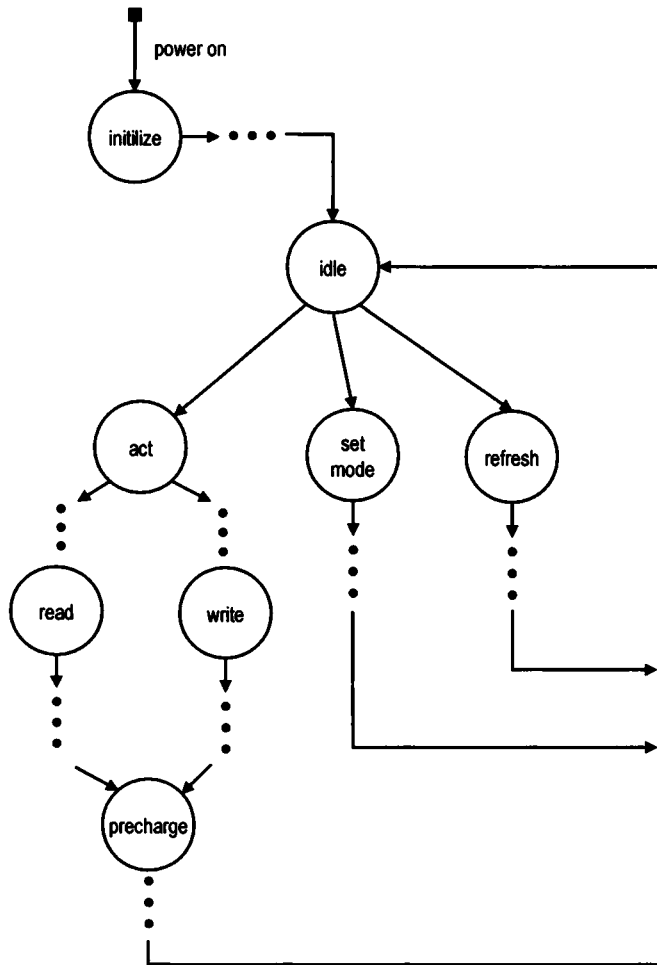 power on
initilize
idle
act
set
mode
refresh
read
write
precharge